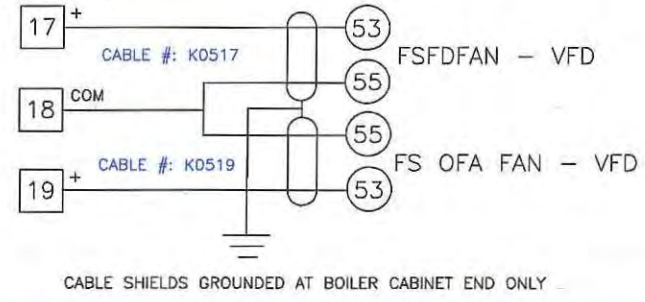 17 + 53
CABLE #: K0517 FSFDFAN – VFD
55
18 COM
55
CABLE #: K0519 FS OFA FAN – VFD
19 + 53
CABLE SHIELDS GROUNDED AT BOILER CABINET END ONLY